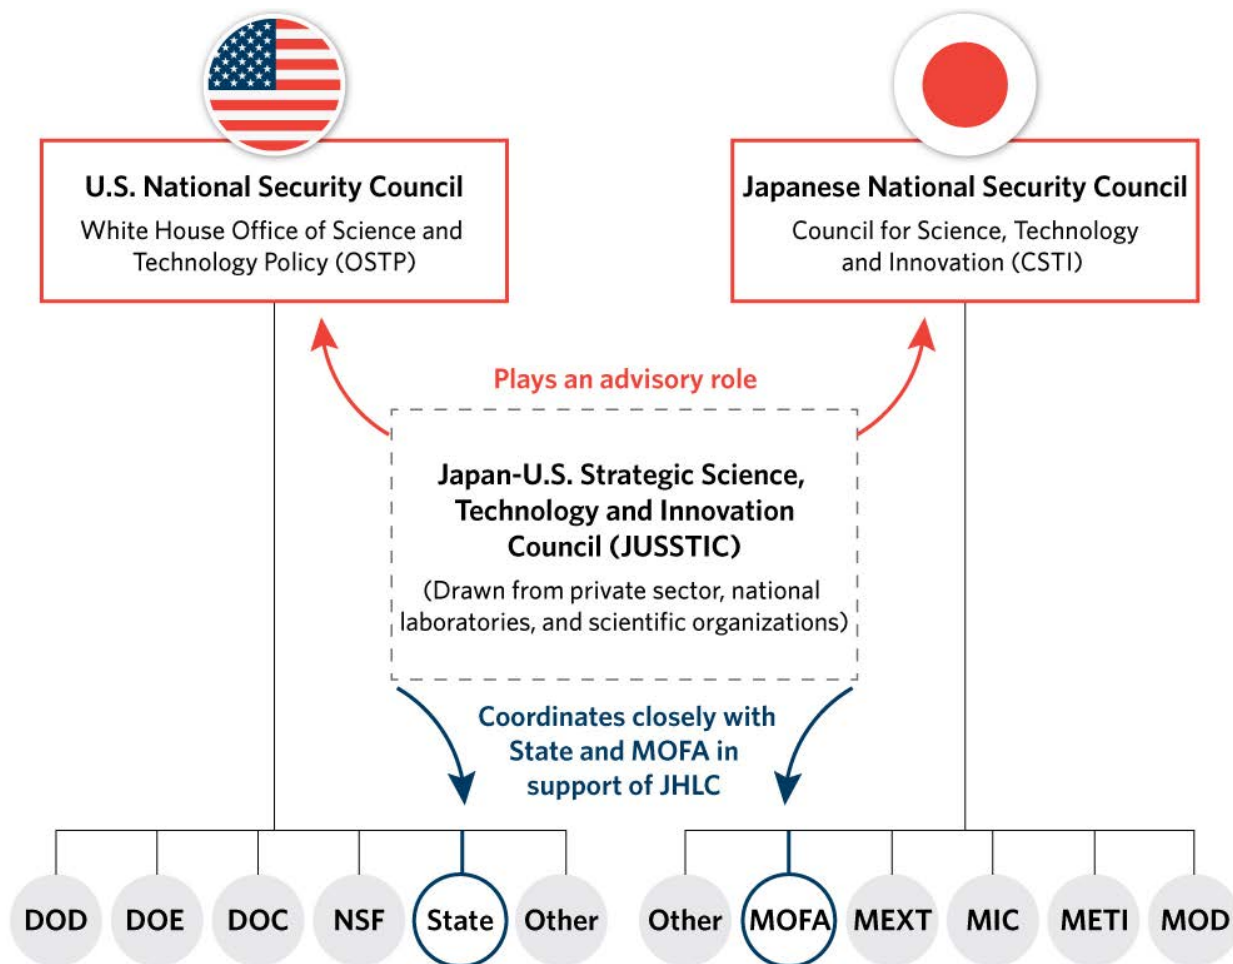 U.S. National Security Council
White House Office of Science and
Technology Policy (OSTP)
Japanese National Security Council
Council for Science, Technology
and Innovation (CSTI)
Plays an advisory role
Japan-U.S. Strategic Science,
Technology and Innovation
Council (JUSSTIC)
(Drawn from private sector, national
laboratories, and scientific organizations)
Coordinates closely with
State and MOFA in
support of JHLC
DOD
DOE
DOC
NSF
State
Other
Other
MOFA
MEXT
MIC
METI
MOD